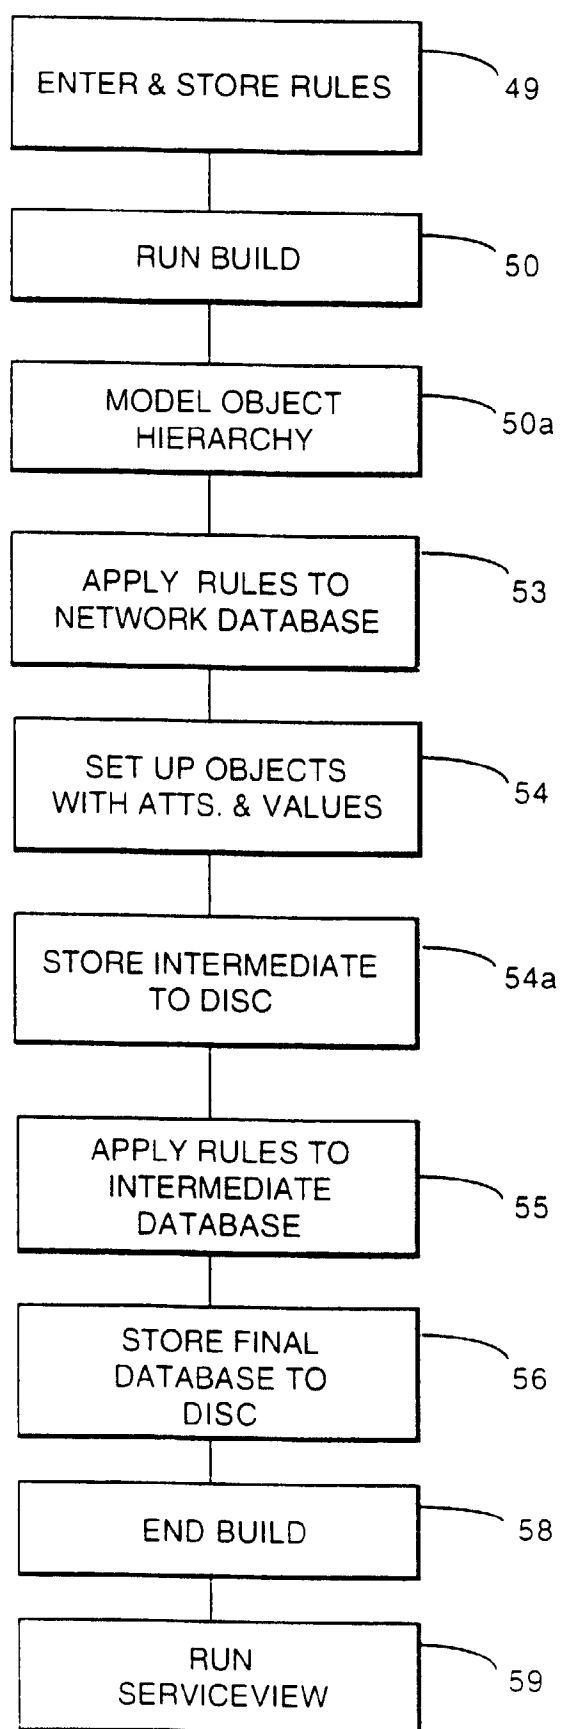 ENTER & STORE RULES
49
RUN BUILD
50
MODEL OBJECT
HIERARCHY
50a
APPLY RULES TO
NETWORK DATABASE
53
SET UP OBJECTS
WITH ATTS. & VALUES
54
STORE INTERMEDIATE
TO DISC
54a
APPLY RULES TO
INTERMEDIATE
DATABASE
55
STORE FINAL
DATABASE TO
DISC
56
END BUILD
58
RUN
SERVICEVIEW
59